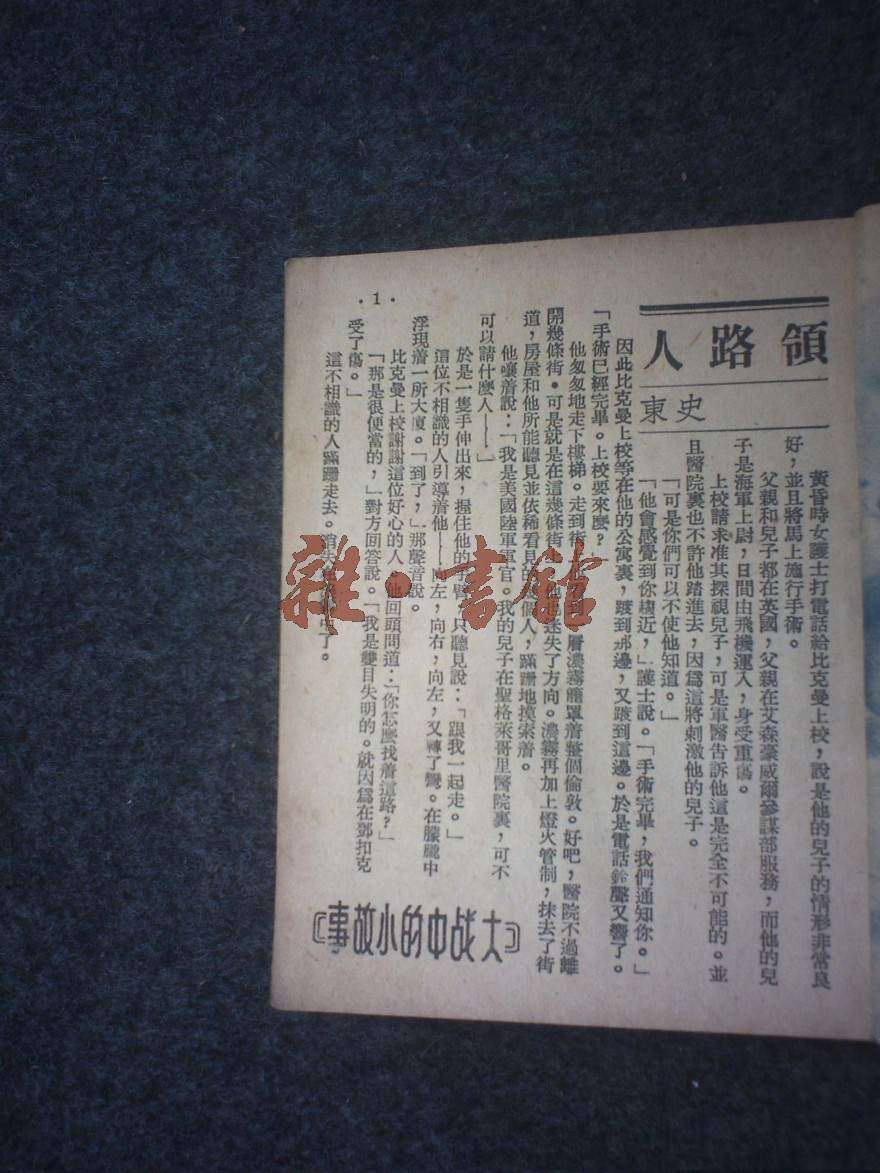 領路人
史東
黃昏時女護士打電話給比克曼上校，說是他的兒子的情形非常良
好，並且將馬上施行手術。
父親和兒子都在英國，父親在艾森豪威爾參謀部服務，而他的兒
子是海軍上尉，日間由飛機運入，身受重傷。
上校請求准其探視兒子，可是軍醫告訴他這是完全不可能的。並
且醫院裏也不許他踏進去，因爲這將刺激他的兒子。
「可是你們可以不使他知道。」
「他會感覺到你挨近，」護士說。「手術完畢，我們通知你。」
因此比克曼上校等在他的公寓裏，踱到那邊，又踱到這邊。於是電話鈴聲又響了。
「手術已經完畢。上校要來麼？」
他匆匆地走下樓梯。走到街 層濃霧籠罩着整個倫敦。好吧，醫院不過離
開幾條街。可是就是在這幾條街上，他也迷失了方向。濃霧再加上燈火管制，抹去了街
道，房屋和他所能聽見並依稀看見的 個人，蹣跚地摸索着。
他嚷着說：「我是美國陸軍軍官。我的兒子在聖格萊哥里醫院裏，可不
可以請什麼人——」
於是一隻手伸出來，握住他的手臂，只聽見說：「跟我一起走。」
這位不相識的人引導着他——向左，向右，向左，又轉了彎。在朦朧中
浮現着一所大廈。「到了，」那聲音說。
比克曼上校謝謝這位好心的人。他回頭問道：「你怎麼找着這路？」
「那是很便當的，」對方回答說。「我是雙目失明的。就因爲在鄧扣克
受了傷。」
這不相識的人蹣跚走去。消失 了。
〔大战中的小故事〕
·1·
雜·書館